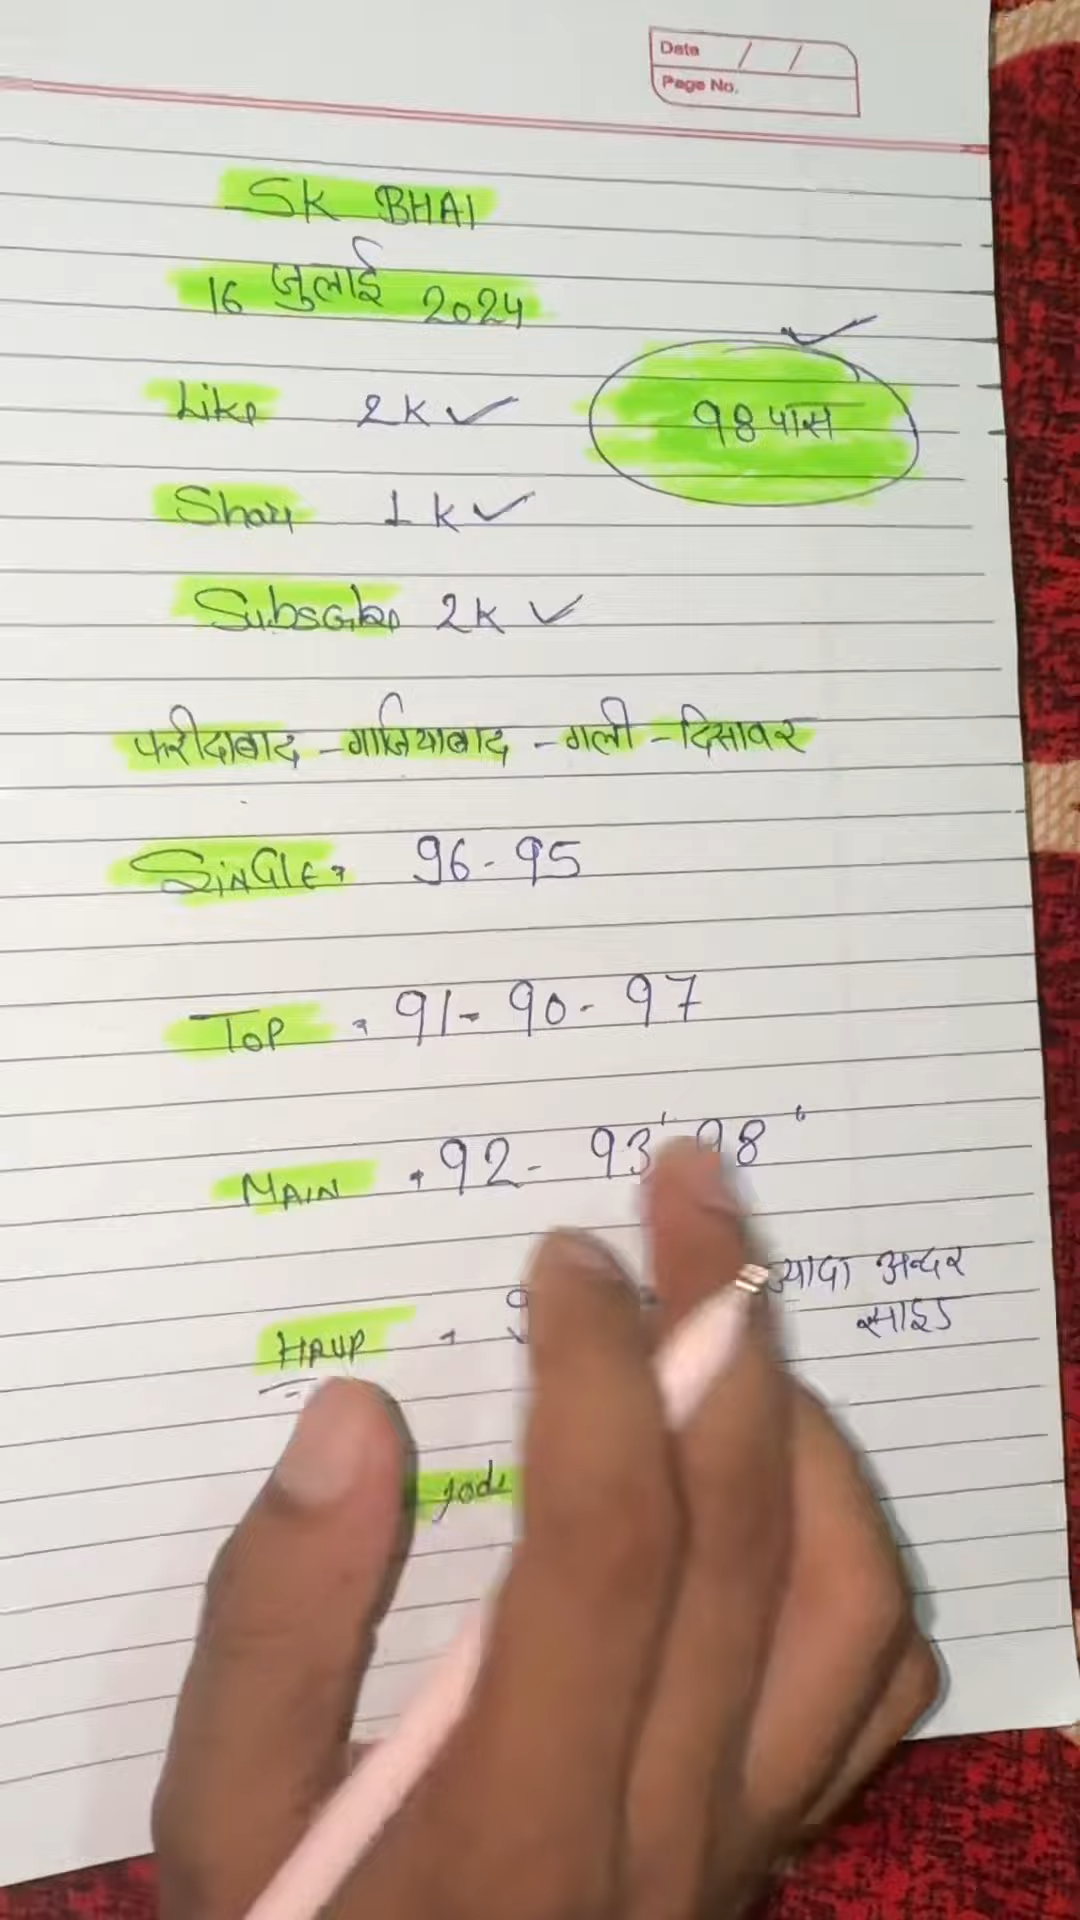 Date / /
Page No.
SK BHAI
16 जुलाई 2024
Like 2K ✓
98 पास ✓
Share 1K ✓
Subscribe 2K ✓
फरीदाबाद - गाजियाबाद - गली - दिसावर
SINGLE 96 - 95
TOP 91 - 90 - 97
MAIN 92 - 93 98
ज्यादा अन्दर
साइड
HRUP
jodi